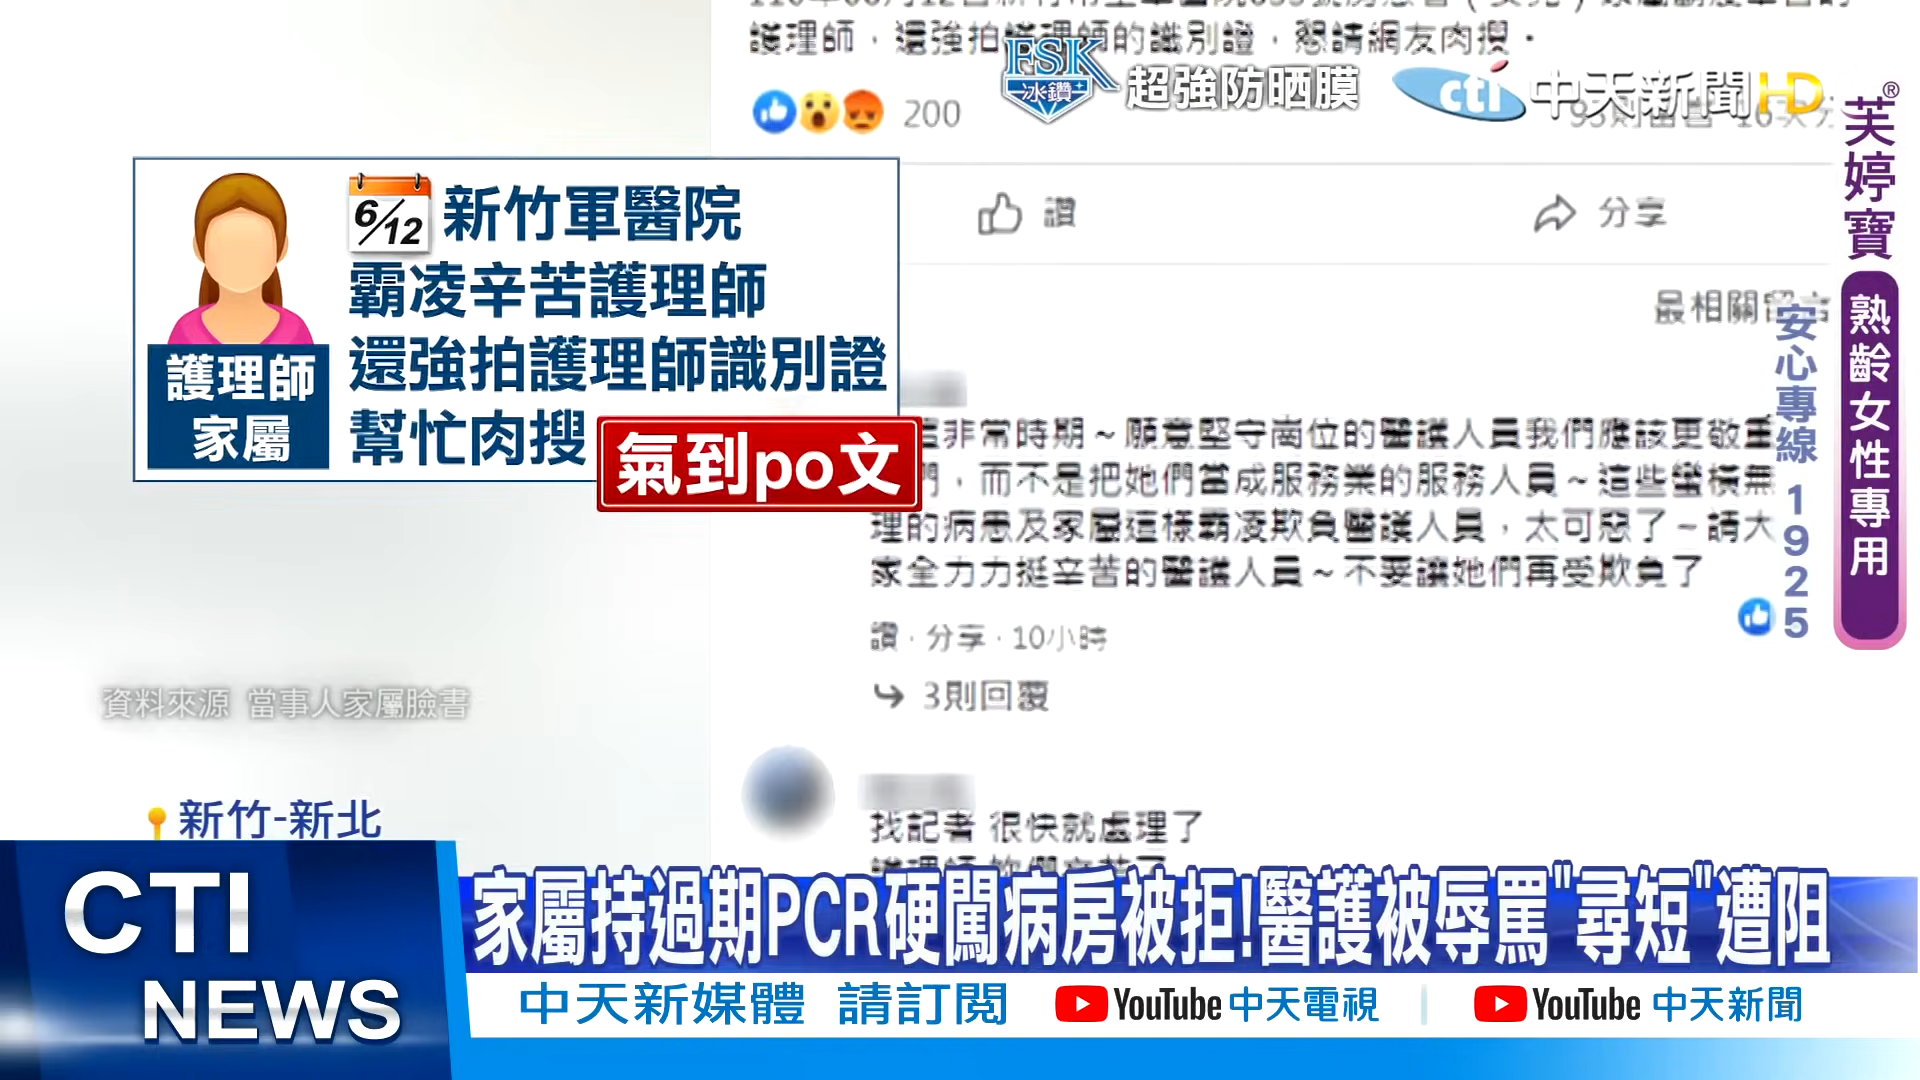 護理師，還強拍護理師的識別證，懇請網友肉搜。
FSK
冰鑽
超強防晒膜
cti 中天新聞HD
200
讚
分享
最相關留言
6/12 新竹軍醫院
霸凌辛苦護理師
還強拍護理師識別證
幫忙肉搜
氣到po文
護理師
家屬
非常時期～願意堅守崗位的醫護人員我們應該更敬重
們，而不是把她們當成服務業的服務人員～這些蠻橫無
理的病患及家屬這樣霸凌欺負醫護人員，太可惡了～請大
家全力力挺辛苦的醫護人員～不要讓她們再受欺負了
讚·分享·10小時
3則回覆
找記者 很快就處理了
資料來源 當事人家屬臉書
芙婷寶®
熟齡女性專用
安心專線 1925
新竹-新北
CTI
NEWS
家屬持過期PCR硬闖病房被拒!醫護被辱罵"尋短"遭阻
中天新媒體 請訂閱 YouTube 中天電視 | YouTube 中天新聞